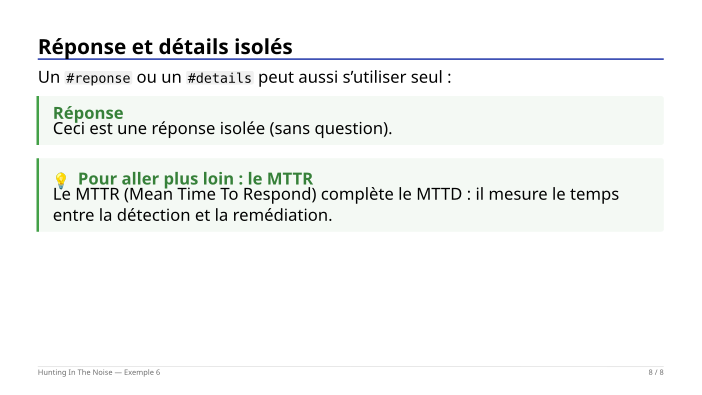 Réponse et détails isolés
Un #reponse ou un #details peut aussi s’utiliser seul :
Réponse
Ceci est une réponse isolée (sans question).
💡 Pour aller plus loin : le MTTR
Le MTTR (Mean Time To Respond) complète le MTTD : il mesure le temps
entre la détection et la remédiation.
Hunting In The Noise — Exemple 6
8 / 8